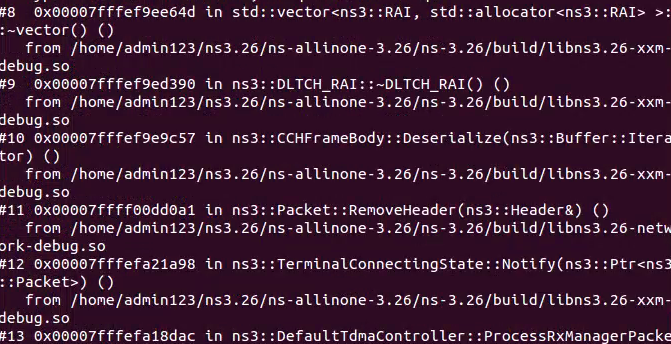 #8  0x00007fffef9ee64d in std::vector<ns3::RAI, std::allocator<ns3::RAI> >:
:~vector() ()
   from /home/admin123/ns3.26/ns-allinone-3.26/ns-3.26/build/libns3.26-xxm-
debug.so
#9  0x00007fffef9ed390 in ns3::DLTCH_RAI::~DLTCH_RAI() ()
   from /home/admin123/ns3.26/ns-allinone-3.26/ns-3.26/build/libns3.26-xxm-
debug.so
#10 0x00007fffef9e9c57 in ns3::CCHFrameBody::Deserialize(ns3::Buffer::Itera
tor) ()
   from /home/admin123/ns3.26/ns-allinone-3.26/ns-3.26/build/libns3.26-xxm-
debug.so
#11 0x00007ffff00dd0a1 in ns3::Packet::RemoveHeader(ns3::Header&) ()
   from /home/admin123/ns3.26/ns-allinone-3.26/ns-3.26/build/libns3.26-netw
ork-debug.so
#12 0x00007fffefa21a98 in ns3::TerminalConnectingState::Notify(ns3::Ptr<ns3
::Packet>) ()
   from /home/admin123/ns3.26/ns-allinone-3.26/ns-3.26/build/libns3.26-xxm-
debug.so
#13 0x00007fffefa18dac in ns3::DefaultTdmaController::ProcessRxManagerPacke